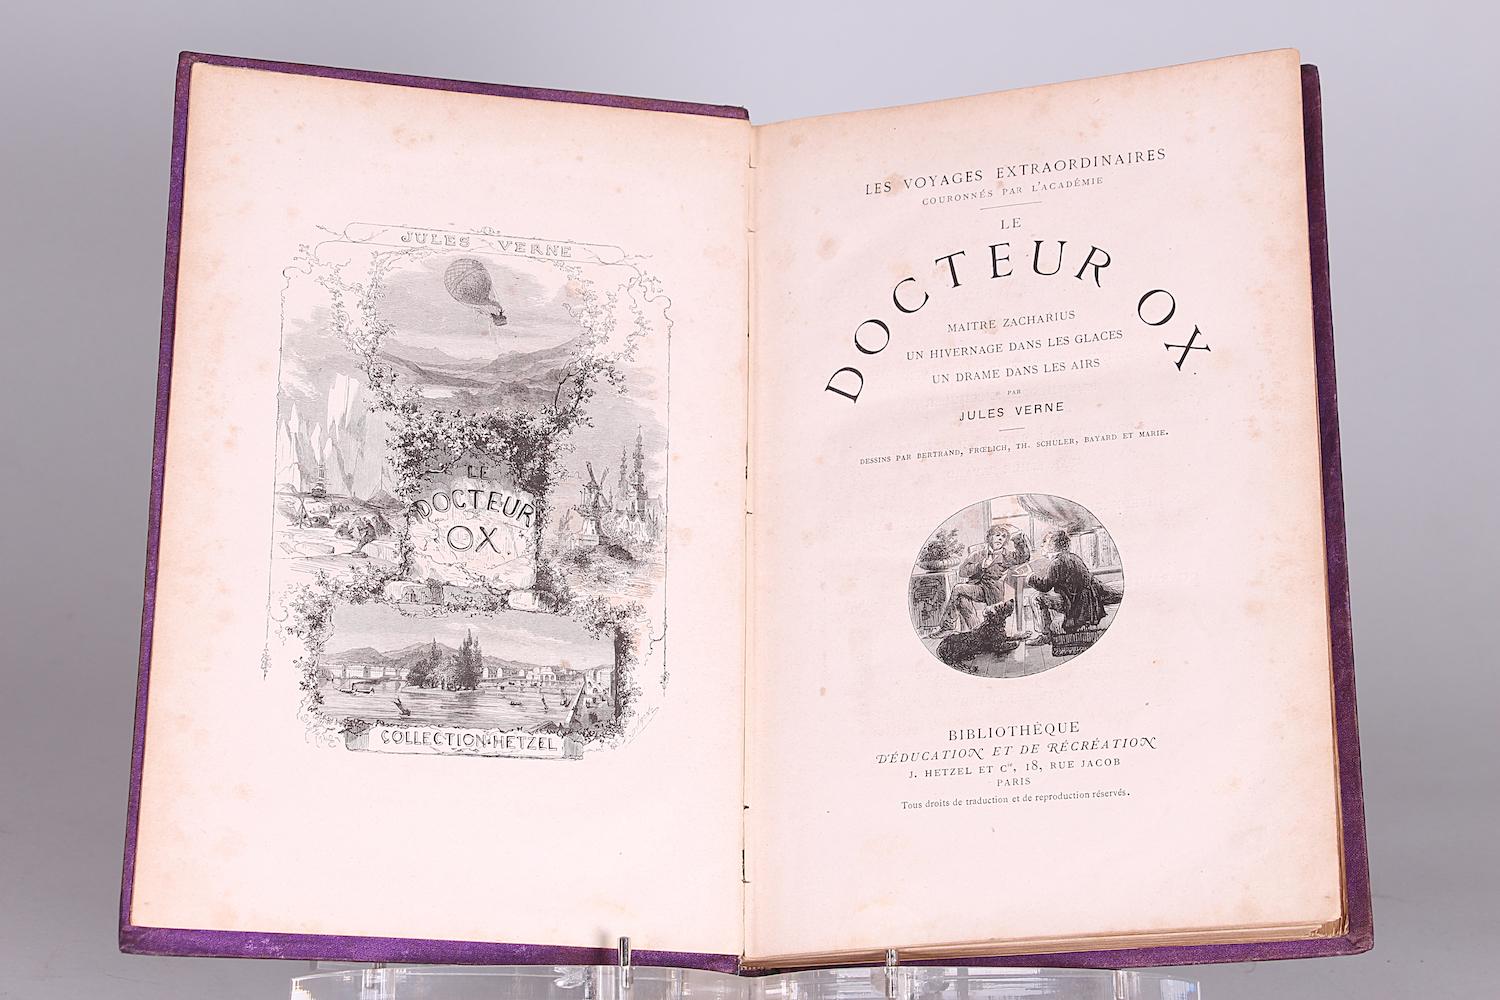 JULES VERNE
LE
DOCTEUR
OX.
COLLECTION·HETZEL
LES VOYAGES EXTRAORDINAIRES
COURONNÉS PAR L'ACADÉMIE
LE
DOCTEUR OX
MAITRE ZACHARIUS
UN HIVERNAGE DANS LES GLACES
UN DRAME DANS LES AIRS
PAR
JULES VERNE
DESSINS PAR BERTRAND, FRŒLICH, TH. SCHULER, BAYARD ET MARIE.
BIBLIOTHÈQUE
D'ÉDUCATION ET DE RÉCRÉATION
J. HETZEL ET Cie, 18, RUE JACOB
PARIS
Tous droits de traduction et de reproduction réservés.